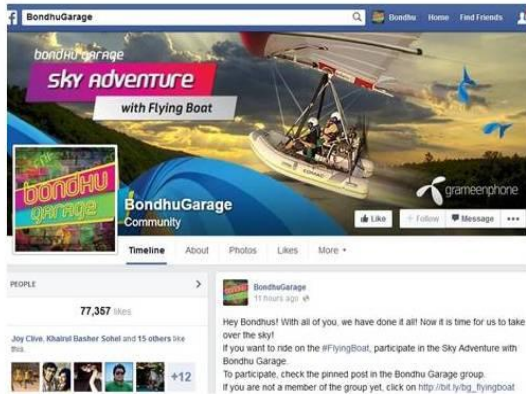 BondhuGarage
Bondhu Home Find Friends
bondhu garage
SKY ADVENTURE
with Flying Boat
bondhu
garage
BondhuGarage
Community
grameenphone
Like
Follow
Message
Timeline About Photos Likes More
PEOPLE
77,357 likes
Joy Clive, Khairul Basher Sohel and 15 others like
this.
+12
BondhuGarage
11 hours ago
Hey Bondhus! With all of you, we have done it all! Now it is time for us to take
over the sky!
If you want to ride on the #FlyingBoat, participate in the Sky Adventure with
Bondhu Garage.
To participate, check the pinned post in the Bondhu Garage group.
If you are not a member of the group yet, click on http://bit.ly/bg_flyingboat